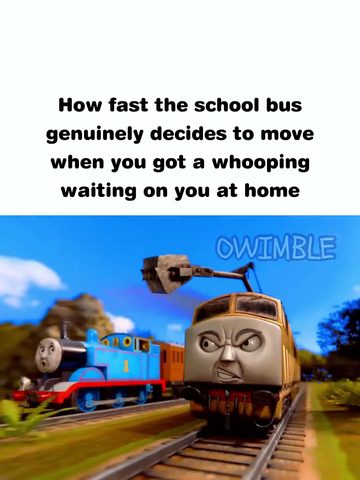 How fast the school bus
genuinely decides to move
when you got a whooping
waiting on you at home
OWIMBLE
1